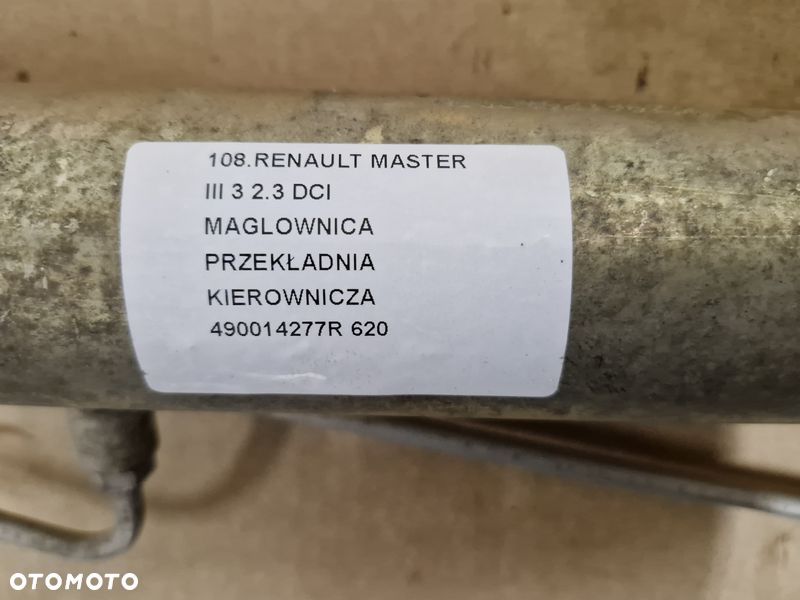 108.RENAULT MASTER
III 3 2.3 DCI
MAGLOWNICA
PRZEKŁADNIA
KIEROWNICZA
490014277R 620
OTOMOTO